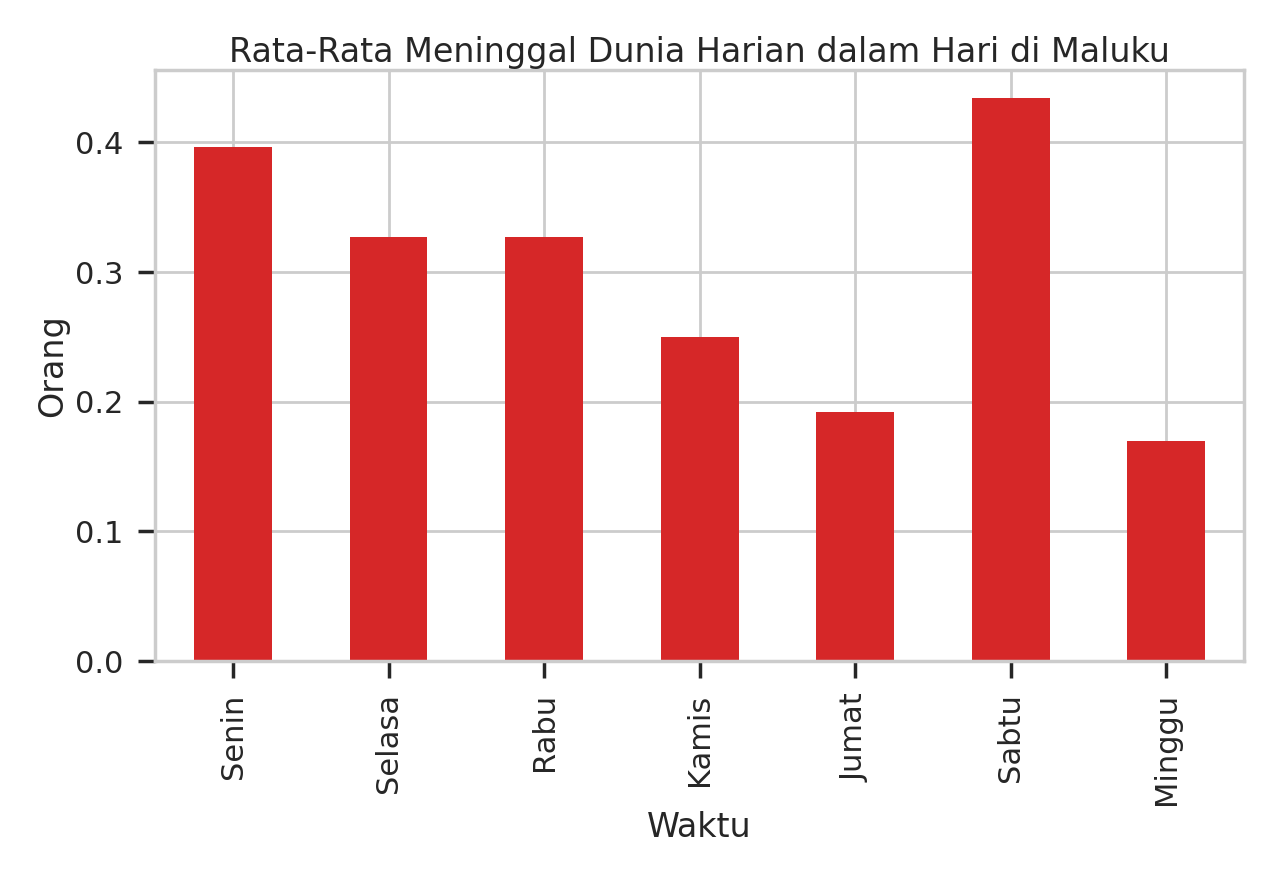 Rata-Rata Meninggal Dunia Harian dalam Hari di Maluku
Orang
0.4
0.3
0.2
0.1
0.0
Senin
Selasa
Rabu
Kamis
Jumat
Sabtu
Minggu
Waktu